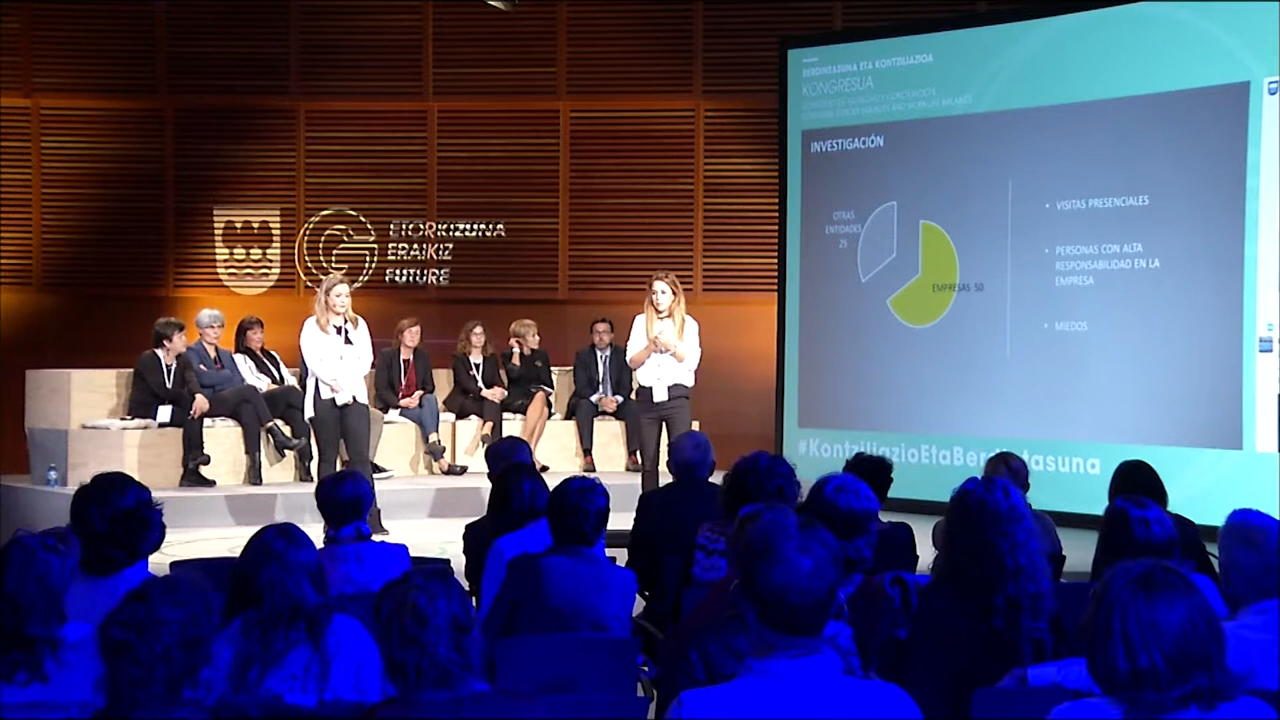 ETORKIZUNA
ERAIKIZ
FUTURE
BERDINTASUNA ETA KONTZILIAZIOA
KONGRESUA
INVESTIGACIÓN
OTRAS
ENTIDADES
25
EMPRESAS 50
• VISITAS PRESENCIALES
• PERSONAS CON ALTA
RESPONSABILIDAD EN LA
EMPRESA
• MIEDOS
#KontziliazioEtaBerdintasuna